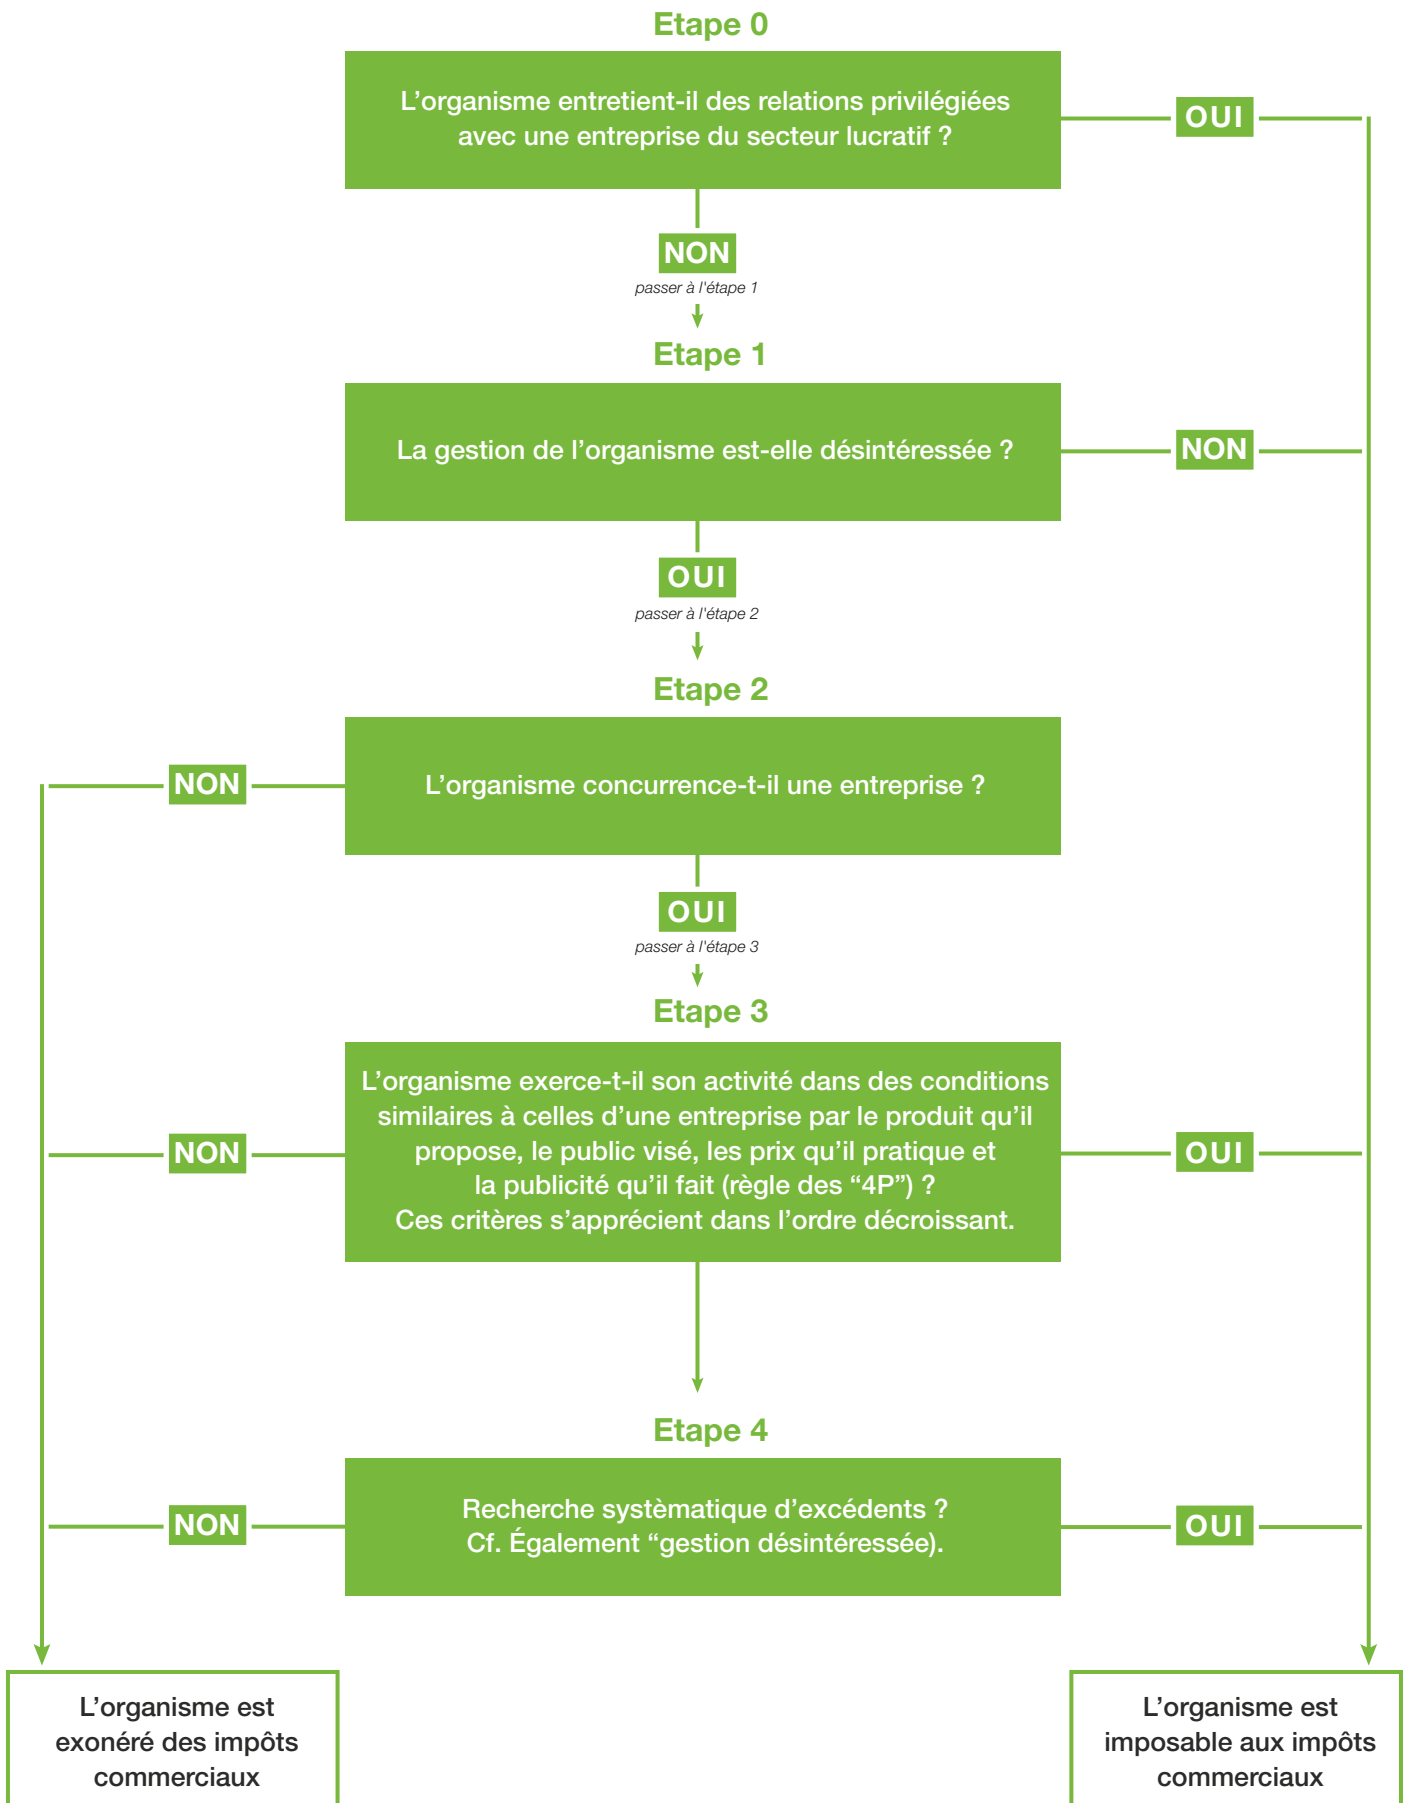 Etape 0
L’organisme entretient-il des relations privilégiées
avec une entreprise du secteur lucratif ?
OUI
NON
passer à l'étape 1
Etape 1
La gestion de l’organisme est-elle désintéressée ?
NON
OUI
passer à l'étape 2
Etape 2
NON
L’organisme concurrence-t-il une entreprise ?
OUI
passer à l'étape 3
Etape 3
L’organisme exerce-t-il son activité dans des conditions
similaires à celles d’une entreprise par le produit qu’il
propose, le public visé, les prix qu’il pratique et
la publicité qu’il fait (règle des “4P”) ?
Ces critères s’apprécient dans l’ordre décroissant.
NON
OUI
Etape 4
Recherche systèmatique d’excédents ?
Cf. Également “gestion désintéressée).
NON
OUI
L’organisme est
exonéré des impôts
commerciaux
L’organisme est
imposable aux impôts
commerciaux